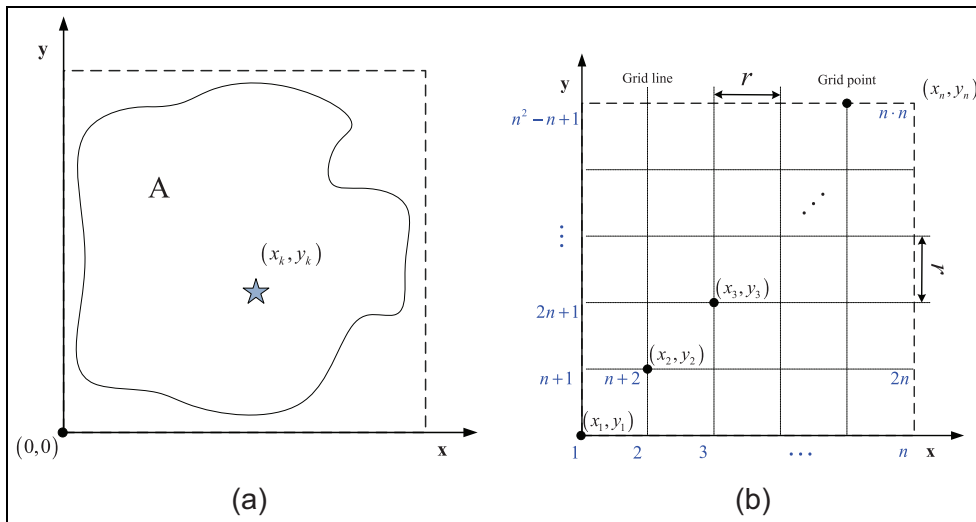 y
A
(x_k, y_k)
(0,0)
x
(a)
y
Grid line
r
Grid point
(x_n, y_n)
n² − n + 1
n · n
⋮
⋰
r
2n + 1
(x_3, y_3)
(x_2, y_2)
n + 1
n + 2
2n
(x_1, y_1)
1
2
3
⋯
n
x
(b)